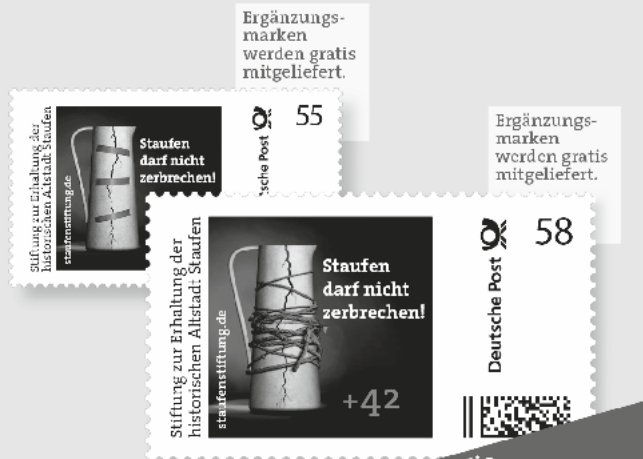 Ergänzungs-
marken
werden gratis
mitgeliefert.
Stiftung zur Erhaltung der
historischen Altstadt Staufen
staufenstiftung.de
Staufen
darf nicht
zerbrechen!
55
Ergänzungs-
marken
werden gratis
mitgeliefert.
Stiftung zur Erhaltung der
historischen Altstadt Staufen
staufenstiftung.de
Staufen
darf nicht
zerbrechen!
+42
Deutsche Post
58